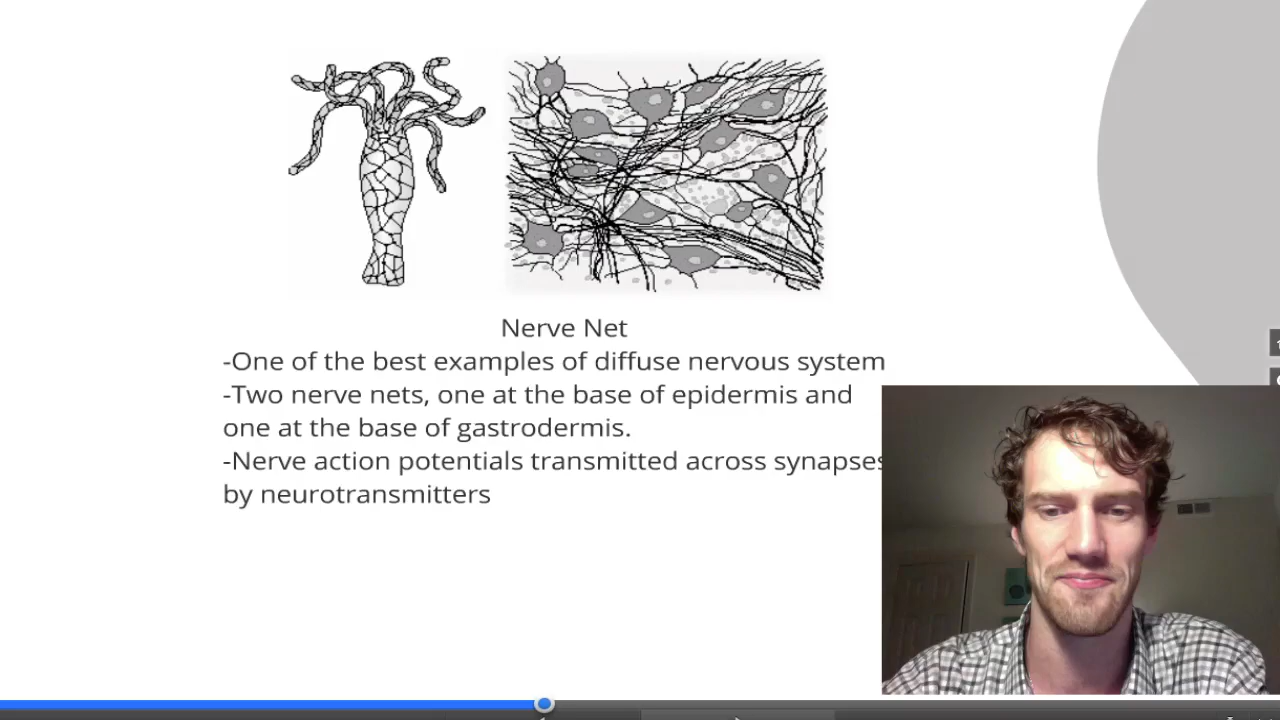 Nerve Net
-One of the best examples of diffuse nervous system
-Two nerve nets, one at the base of epidermis and
one at the base of gastrodermis.
-Nerve action potentials transmitted across synapses
by neurotransmitters